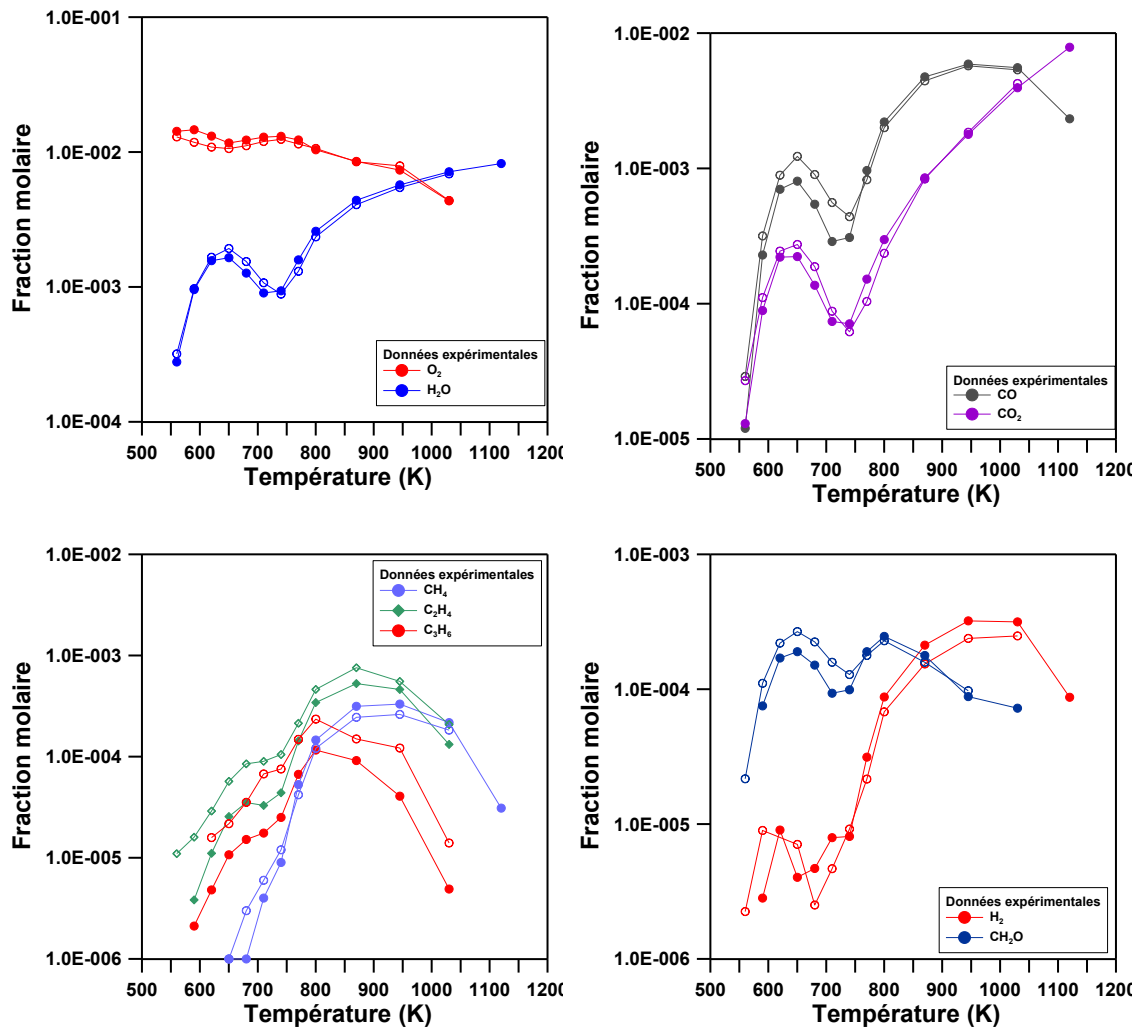 1.0E-001
1.0E-002
1.0E-003
1.0E-004
Fraction molaire
Données expérimentales
O₂
H₂O
500 600 700 800 900 1000 1100 1200
Température (K)
1.0E-002
1.0E-003
1.0E-004
1.0E-005
Fraction molaire
Données expérimentales
CO
CO₂
500 600 700 800 900 1000 1100 120
Température (K)
1.0E-002
1.0E-003
1.0E-004
1.0E-005
1.0E-006
Fraction molaire
Données expérimentales
CH₄
C₂H₄
C₃H₆
500 600 700 800 900 1000 1100 1200
Température (K)
1.0E-003
1.0E-004
1.0E-005
1.0E-006
Fraction molaire
Données expérimentales
H₂
CH₂O
500 600 700 800 900 1000 1100 120
Température (K)